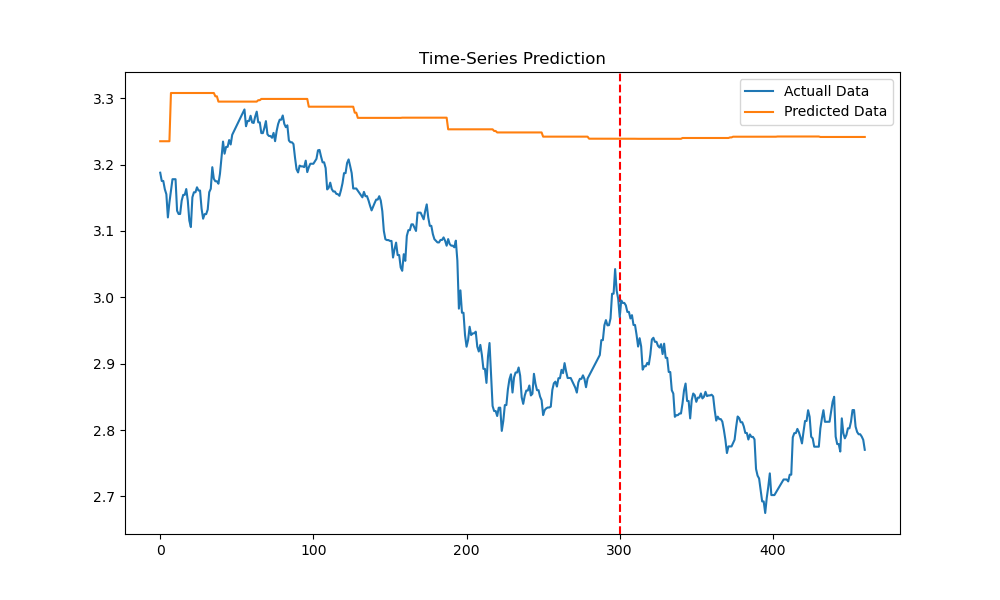 Time-Series Prediction
Actuall Data
Predicted Data
3.3
3.2
3.1
3.0
2.9
2.8
2.7
0 100 200 300 400